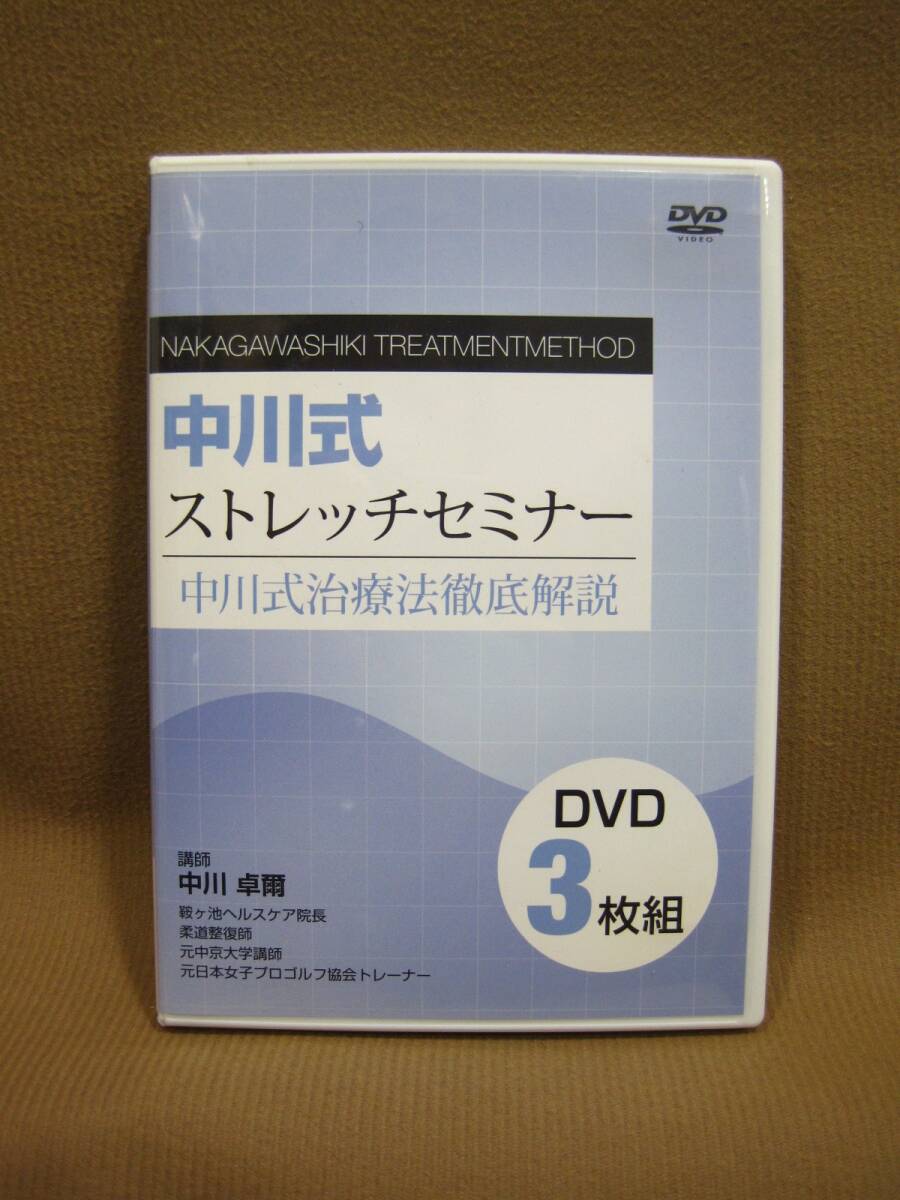 DVD
VIDEO
NAKAGAWASHIKI TREATMENTMETHOD
中川式
ストレッチセミナー
中川式治療法徹底解説
DVD
3枚組
講師
中川 卓爾
鞍ヶ池ヘルスケア院長
柔道整復師
元中京大学講師
元日本女子プロゴルフ協会トレーナー